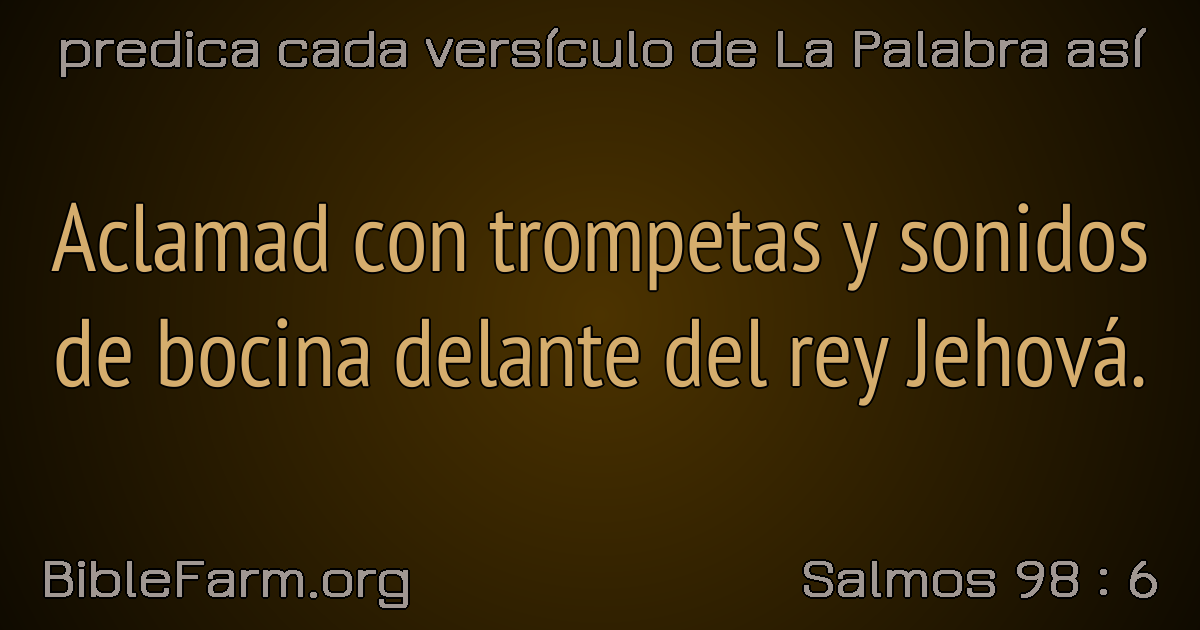 predica cada versículo de La Palabra así
Aclamad con trompetas y sonidos
de bocina delante del rey Jehová.
BibleFarm.org
Salmos 98 : 6